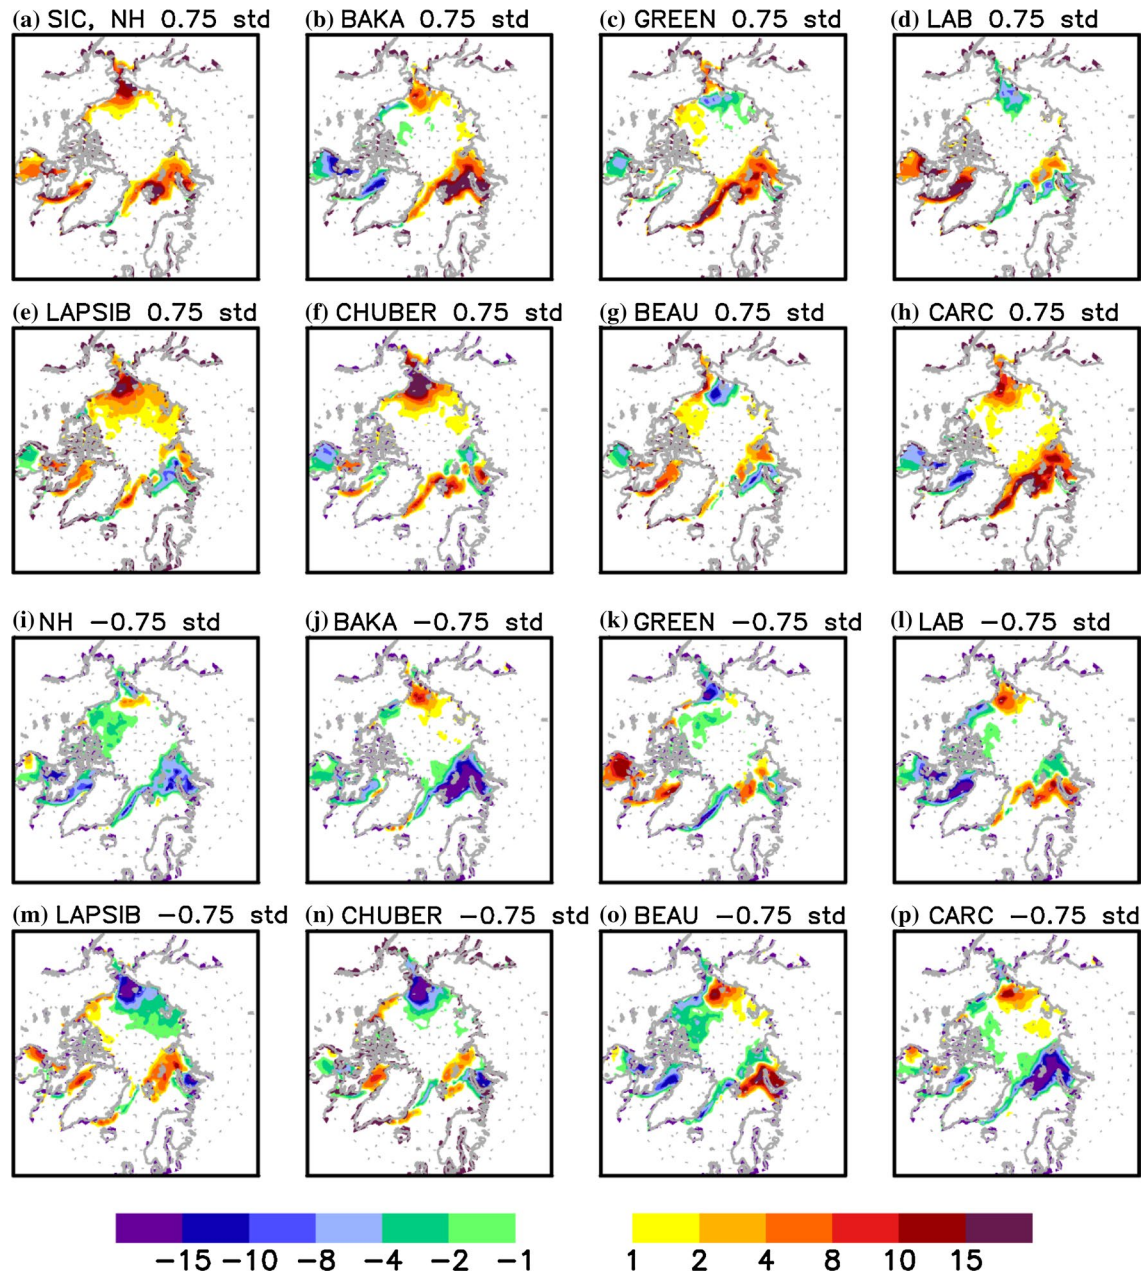 (a) SIC, NH 0.75 std (b) BAKA 0.75 std (c) GREEN 0.75 std (d) LAB 0.75 std
(e) LAPSIB 0.75 std (f) CHUBER 0.75 std (g) BEAU 0.75 std (h) CARC 0.75 std
(i) NH −0.75 std (j) BAKA −0.75 std (k) GREEN −0.75 std (l) LAB −0.75 std
(m) LAPSIB −0.75 std (n) CHUBER −0.75 std (o) BEAU −0.75 std (p) CARC −0.75 std
−15 −10 −8 −4 −2 −1 1 2 4 8 10 15